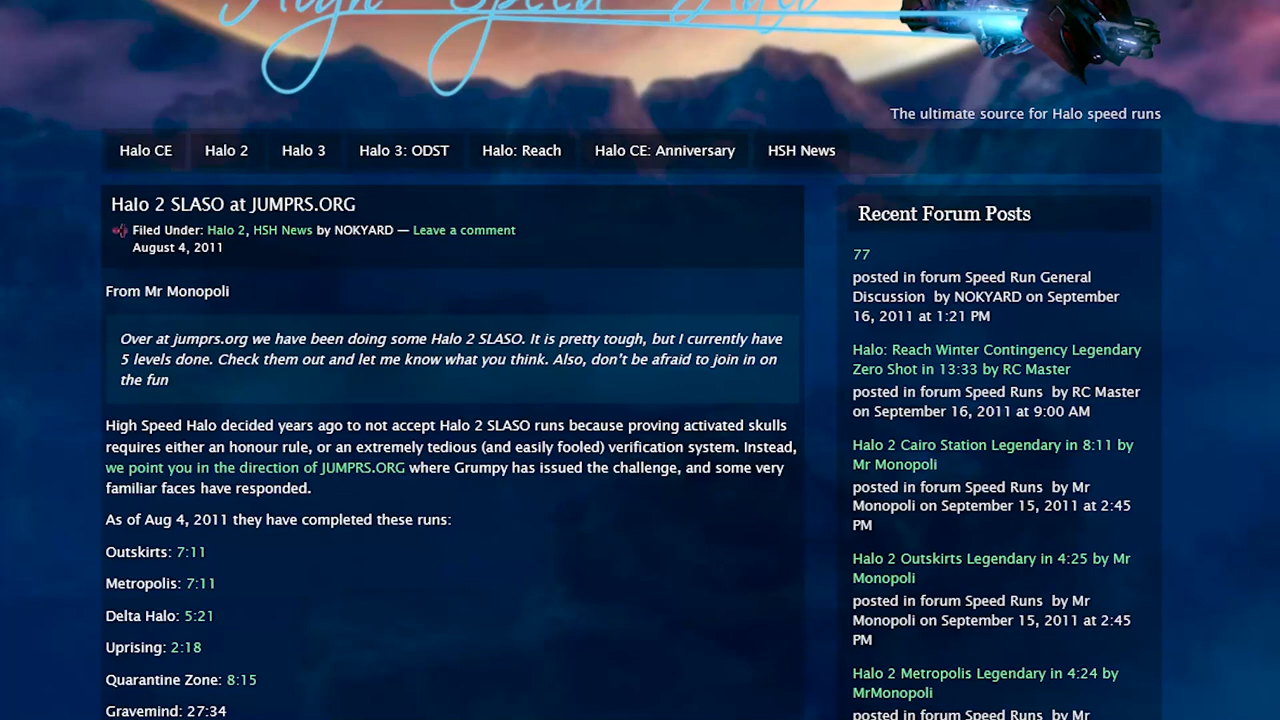 High Speed Halo
The ultimate source for Halo speed runs
Halo CE
Halo 2
Halo 3
Halo 3: ODST
Halo: Reach
Halo CE: Anniversary
HSH News
Halo 2 SLASO at JUMPRS.ORG
Filed Under: Halo 2, HSH News by NOKYARD — Leave a comment
August 4, 2011
From Mr Monopoli
Over at jumprs.org we have been doing some Halo 2 SLASO. It is pretty tough, but I currently have
5 levels done. Check them out and let me know what you think. Also, don’t be afraid to join in on
the fun
High Speed Halo decided years ago to not accept Halo 2 SLASO runs because proving activated skulls
requires either an honour rule, or an extremely tedious (and easily fooled) verification system. Instead,
we point you in the direction of JUMPRS.ORG where Grumpy has issued the challenge, and some very
familiar faces have responded.
As of Aug 4, 2011 they have completed these runs:
Outskirts: 7:11
Metropolis: 7:11
Delta Halo: 5:21
Uprising: 2:18
Quarantine Zone: 8:15
Gravemind: 27:34
Recent Forum Posts
77
posted in forum Speed Run General
Discussion by NOKYARD on September
16, 2011 at 1:21 PM
Halo: Reach Winter Contingency Legendary
Zero Shot in 13:33 by RC Master
posted in forum Speed Runs by RC Master
on September 16, 2011 at 9:00 AM
Halo 2 Cairo Station Legendary in 8:11 by
Mr Monopoli
posted in forum Speed Runs by Mr
Monopoli on September 15, 2011 at 2:45
PM
Halo 2 Outskirts Legendary in 4:25 by Mr
Monopoli
posted in forum Speed Runs by Mr
Monopoli on September 15, 2011 at 2:45
PM
Halo 2 Metropolis Legendary in 4:24 by
MrMonopoli
posted in forum Speed Runs by Mr